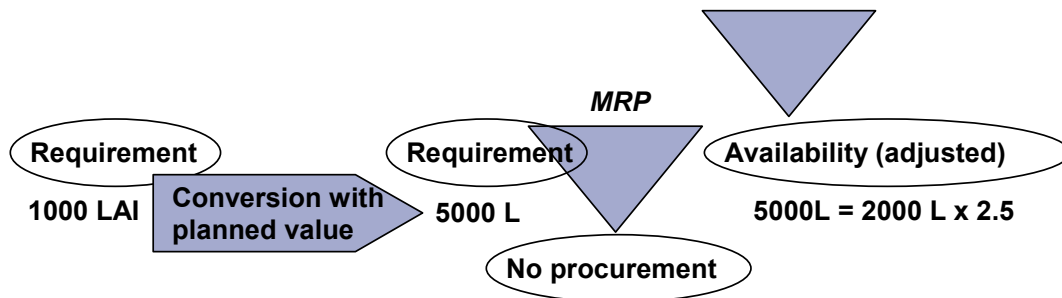 MRP
Requirement
Requirement
Availability (adjusted)
1000 LAI
Conversion with
planned value
5000 L
5000L = 2000 L x 2.5
No procurement